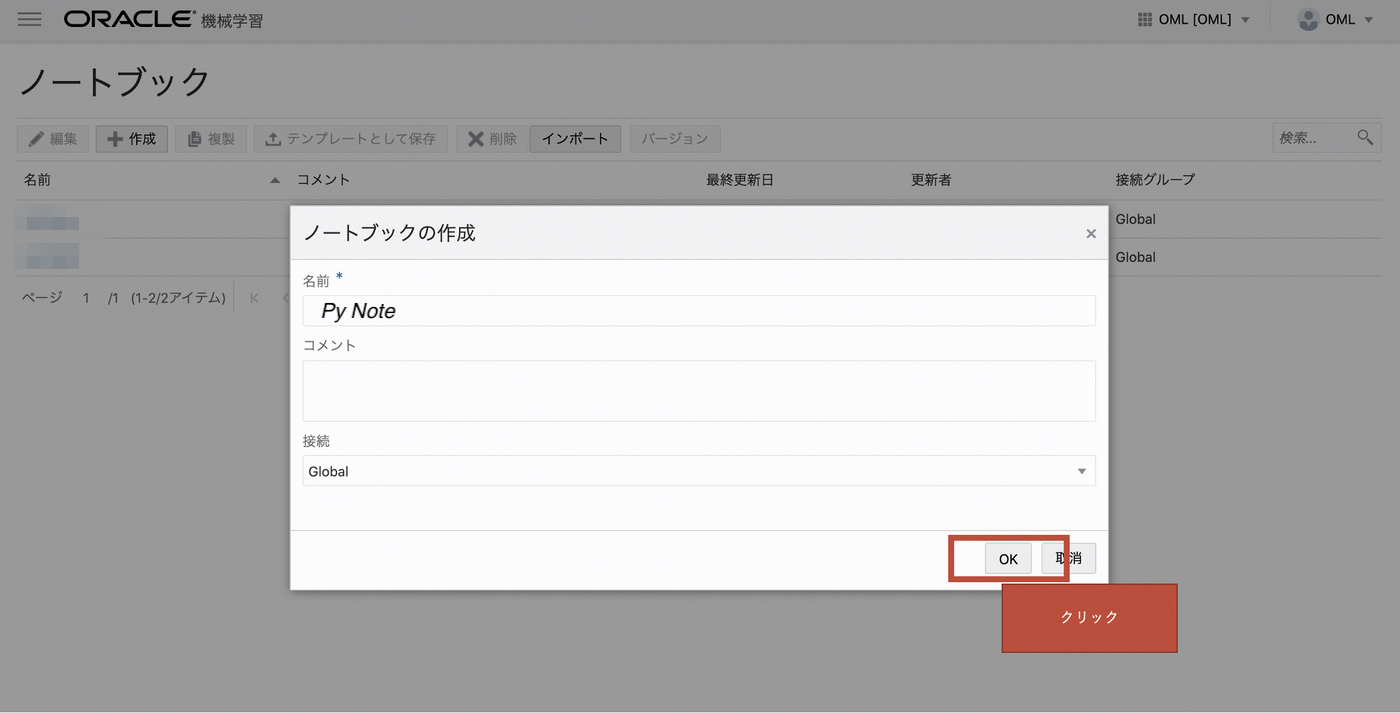 ORACLE 機械学習 OML [OML] OML
ノートブック
編集 作成 複製 テンプレートとして保存 削除 インポート バージョン 検索...
名前 コメント 最終更新日 更新者 接続グループ
Global
Global
ページ 1 /1 (1-2/2アイテム)
ノートブックの作成
名前 *
Py Note
コメント
接続
Global
OK 取消
クリック